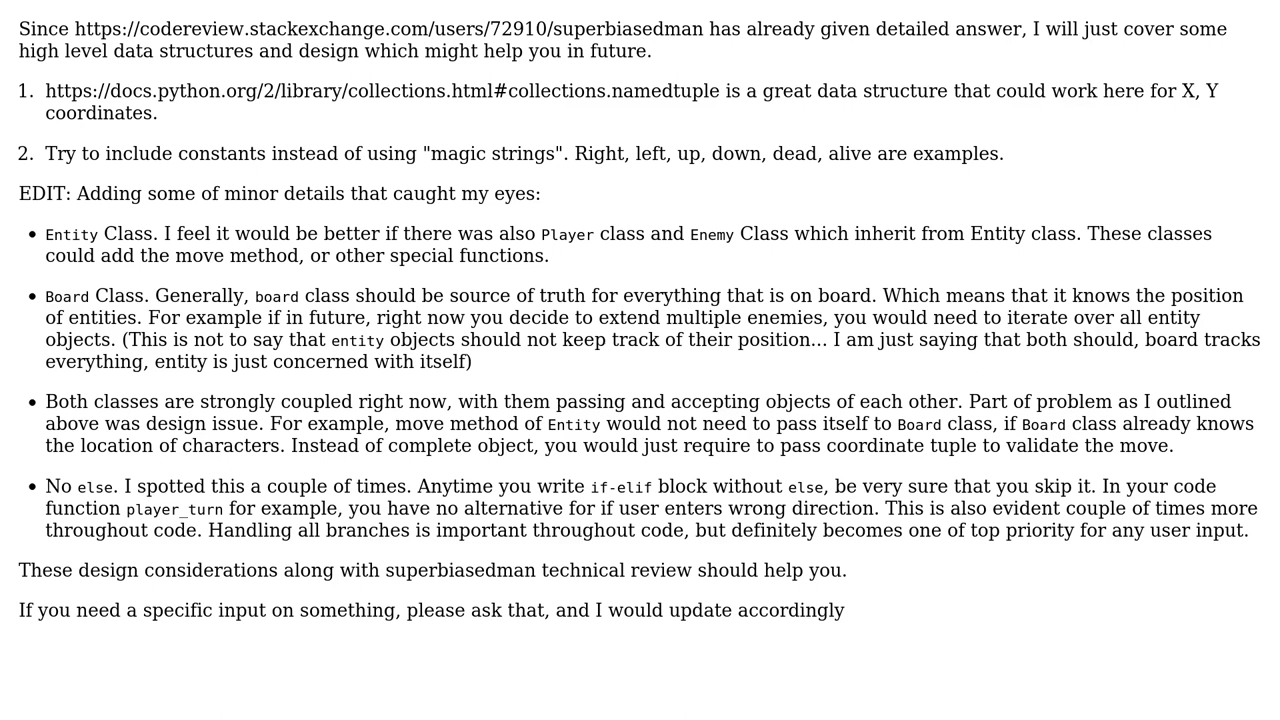 Since https://codereview.stackexchange.com/users/72910/superbiasedman has already given detailed answer, I will just cover some
high level data structures and design which might help you in future.
1. https://docs.python.org/2/library/collections.html#collections.namedtuple is a great data structure that could work here for X, Y
coordinates.
2. Try to include constants instead of using "magic strings". Right, left, up, down, dead, alive are examples.
EDIT: Adding some of minor details that caught my eyes:
• Entity Class. I feel it would be better if there was also Player class and Enemy Class which inherit from Entity class. These classes
could add the move method, or other special functions.
• Board Class. Generally, board class should be source of truth for everything that is on board. Which means that it knows the position
of entities. For example if in future, right now you decide to extend multiple enemies, you would need to iterate over all entity
objects. (This is not to say that entity objects should not keep track of their position... I am just saying that both should, board tracks
everything, entity is just concerned with itself)
• Both classes are strongly coupled right now, with them passing and accepting objects of each other. Part of problem as I outlined
above was design issue. For example, move method of Entity would not need to pass itself to Board class, if Board class already knows
the location of characters. Instead of complete object, you would just require to pass coordinate tuple to validate the move.
• No else. I spotted this a couple of times. Anytime you write if-elif block without else, be very sure that you skip it. In your code
function player_turn for example, you have no alternative for if user enters wrong direction. This is also evident couple of times more
throughout code. Handling all branches is important throughout code, but definitely becomes one of top priority for any user input.
These design considerations along with superbiasedman technical review should help you.
If you need a specific input on something, please ask that, and I would update accordingly